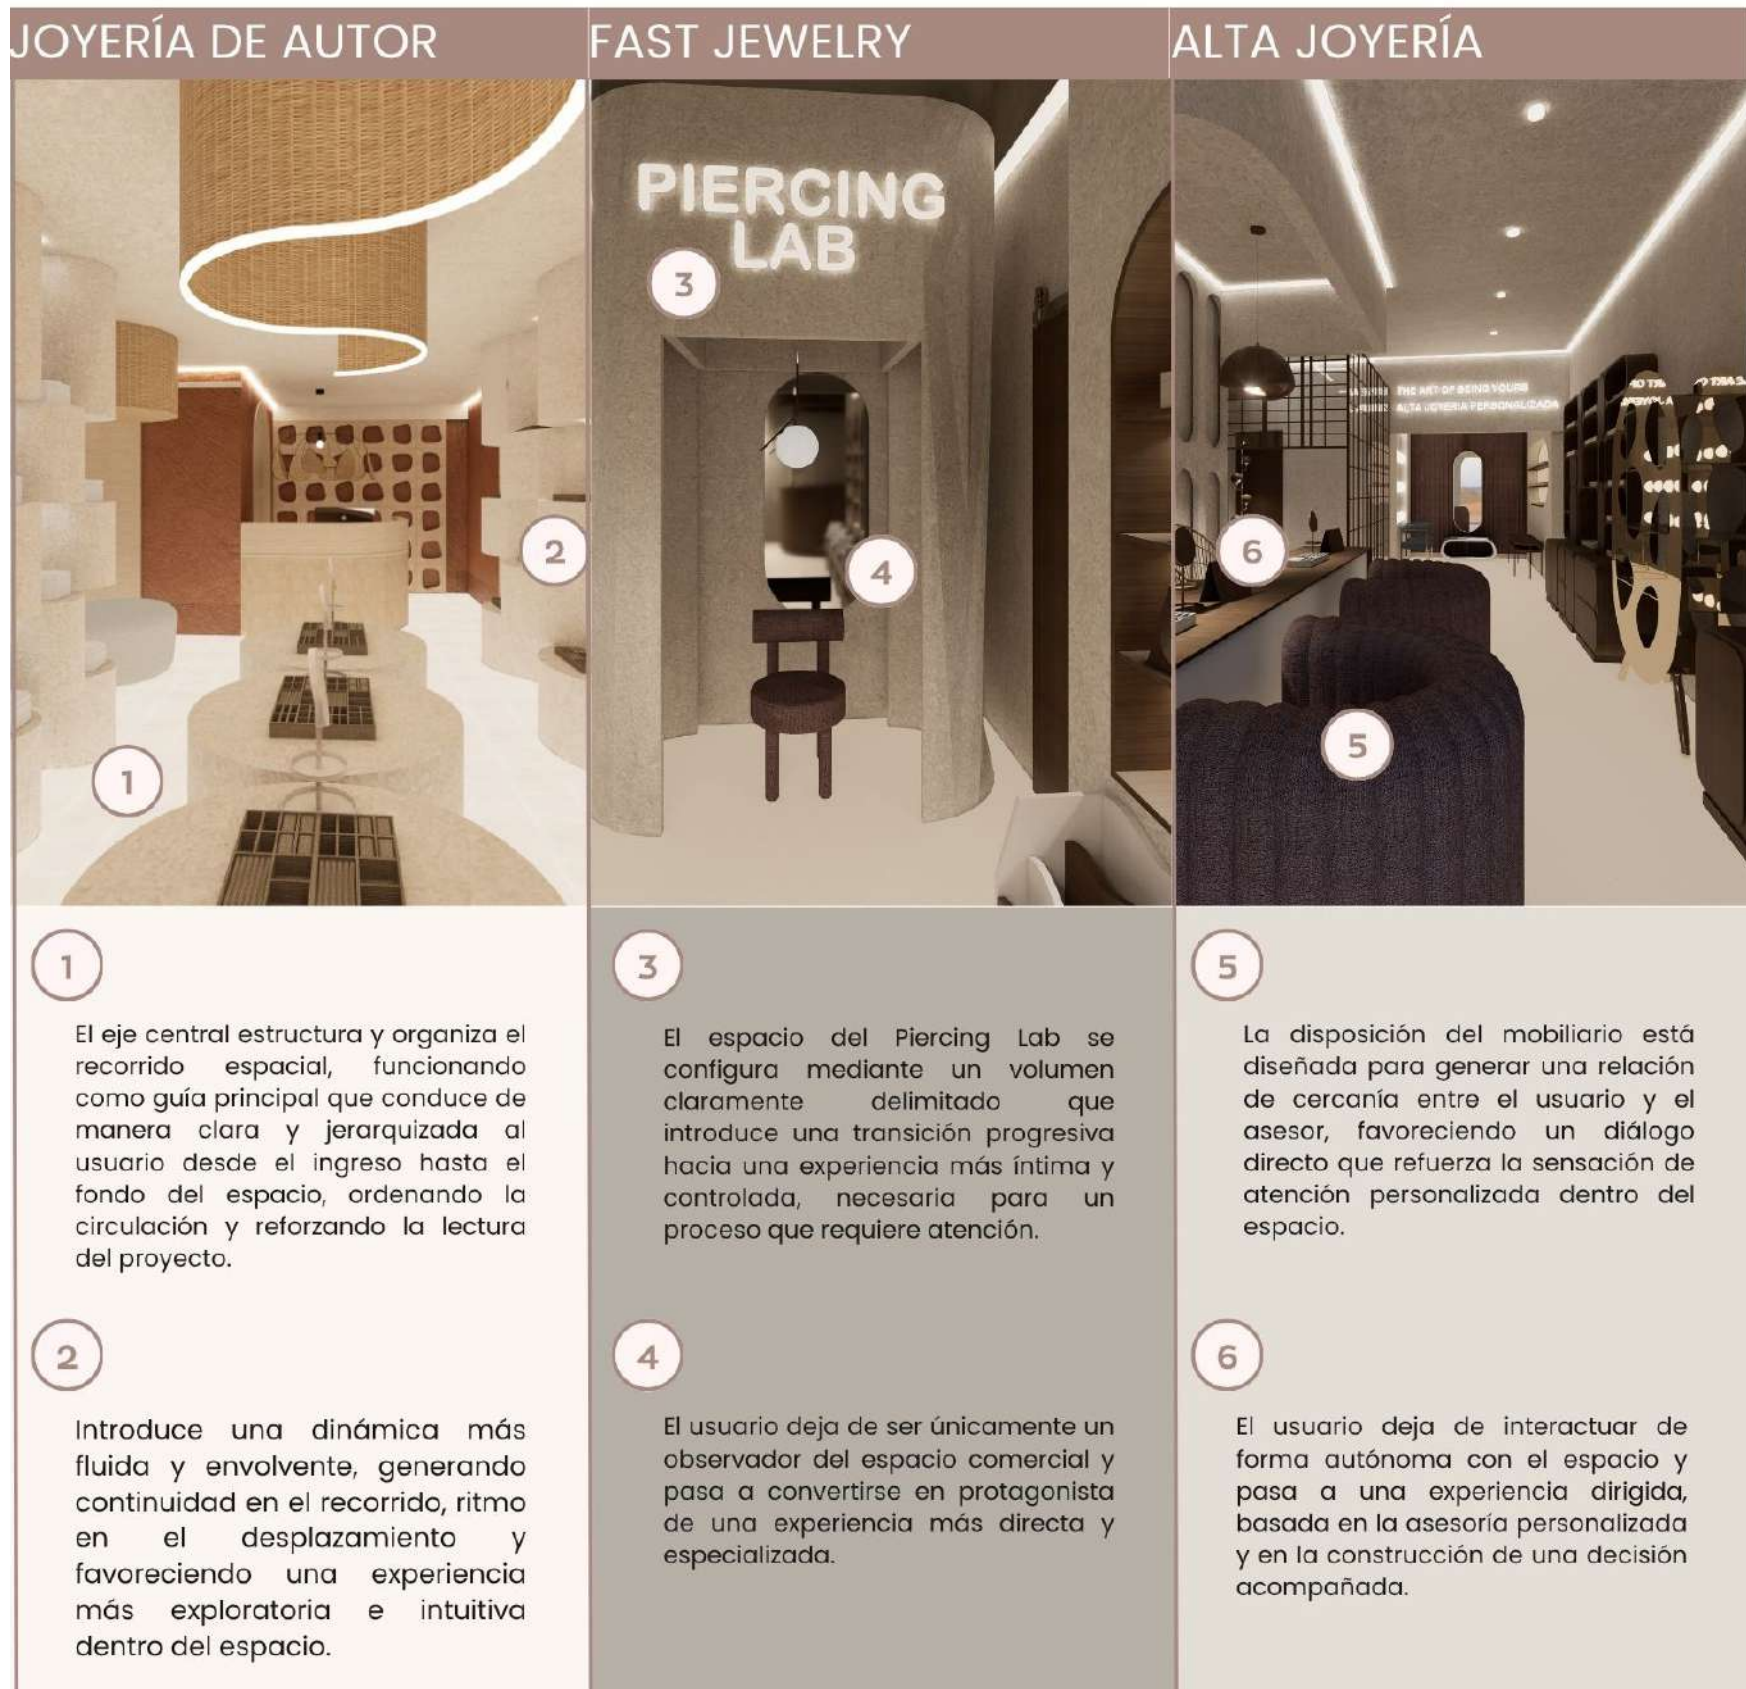 JOYERÍA DE AUTOR
FAST JEWELRY
ALTA JOYERÍA
PIERCING
LAB
3
4
2
1
THE ART OF BEING YOURS
ALTA JOYERIA PERSONALIZADA
6
5
1
El eje central estructura y organiza el
recorrido espacial, funcionando
como guía principal que conduce de
manera clara y jerarquizada al
usuario desde el ingreso hasta el
fondo del espacio, ordenando la
circulación y reforzando la lectura
del proyecto.
2
Introduce una dinámica más
fluida y envolvente, generando
continuidad en el recorrido, ritmo
en el desplazamiento y
favoreciendo una experiencia
más exploratoria e intuitiva
dentro del espacio.
3
El espacio del Piercing Lab se
configura mediante un volumen
claramente delimitado que
introduce una transición progresiva
hacia una experiencia más íntima y
controlada, necesaria para un
proceso que requiere atención.
4
El usuario deja de ser únicamente un
observador del espacio comercial y
pasa a convertirse en protagonista
de una experiencia más directa y
especializada.
5
La disposición del mobiliario está
diseñada para generar una relación
de cercanía entre el usuario y el
asesor, favoreciendo un diálogo
directo que refuerza la sensación de
atención personalizada dentro del
espacio.
6
El usuario deja de interactuar de
forma autónoma con el espacio y
pasa a una experiencia dirigida,
basada en la asesoría personalizada
y en la construcción de una decisión
acompañada.